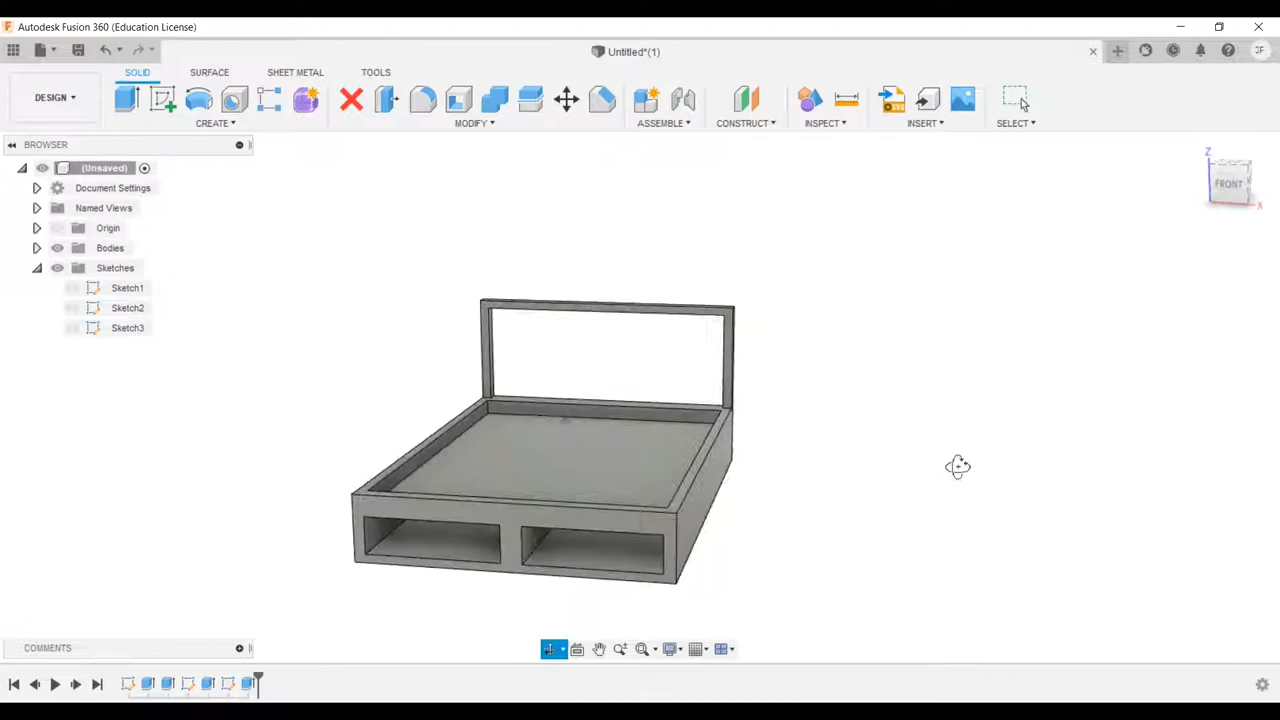 Autodesk Fusion 360 (Education License)
Untitled*(1)
JF
SOLID SURFACE SHEET METAL TOOLS
DESIGN
CREATE MODIFY ASSEMBLE CONSTRUCT INSPECT INSERT SELECT
BROWSER
(Unsaved)
Document Settings
Named Views
Origin
Bodies
Sketches
Sketch1
Sketch2
Sketch3
Z
FRONT
X
COMMENTS